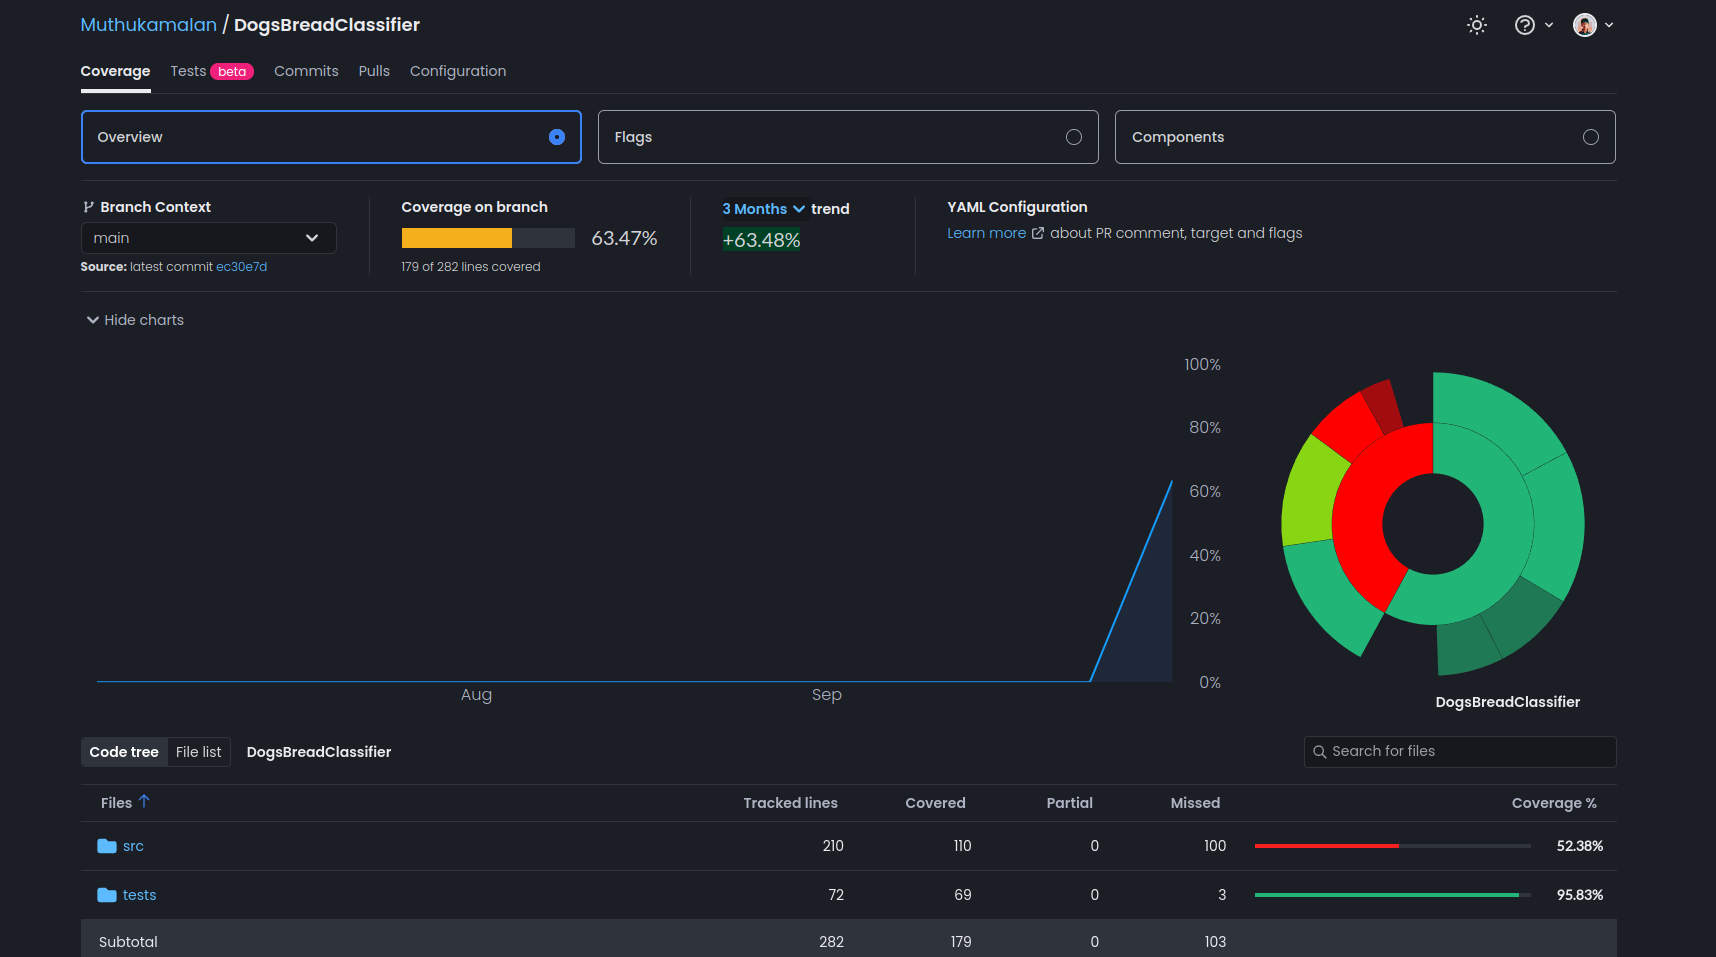 Muthukamalan / DogsBreadClassifier
Coverage Tests beta Commits Pulls Configuration
Overview
Flags
Components
Branch Context
main
Source: latest commit ec30e7d
Coverage on branch
63.47%
179 of 282 lines covered
3 Months trend
+63.48%
YAML Configuration
Learn more about PR comment, target and flags
Hide charts
100%
80%
60%
40%
20%
0%
Aug Sep
DogsBreadClassifier
Code tree File list DogsBreadClassifier
Search for files
Files Tracked lines Covered Partial Missed Coverage %
src 210 110 0 100 52.38%
tests 72 69 0 3 95.83%
Subtotal 282 179 0 103